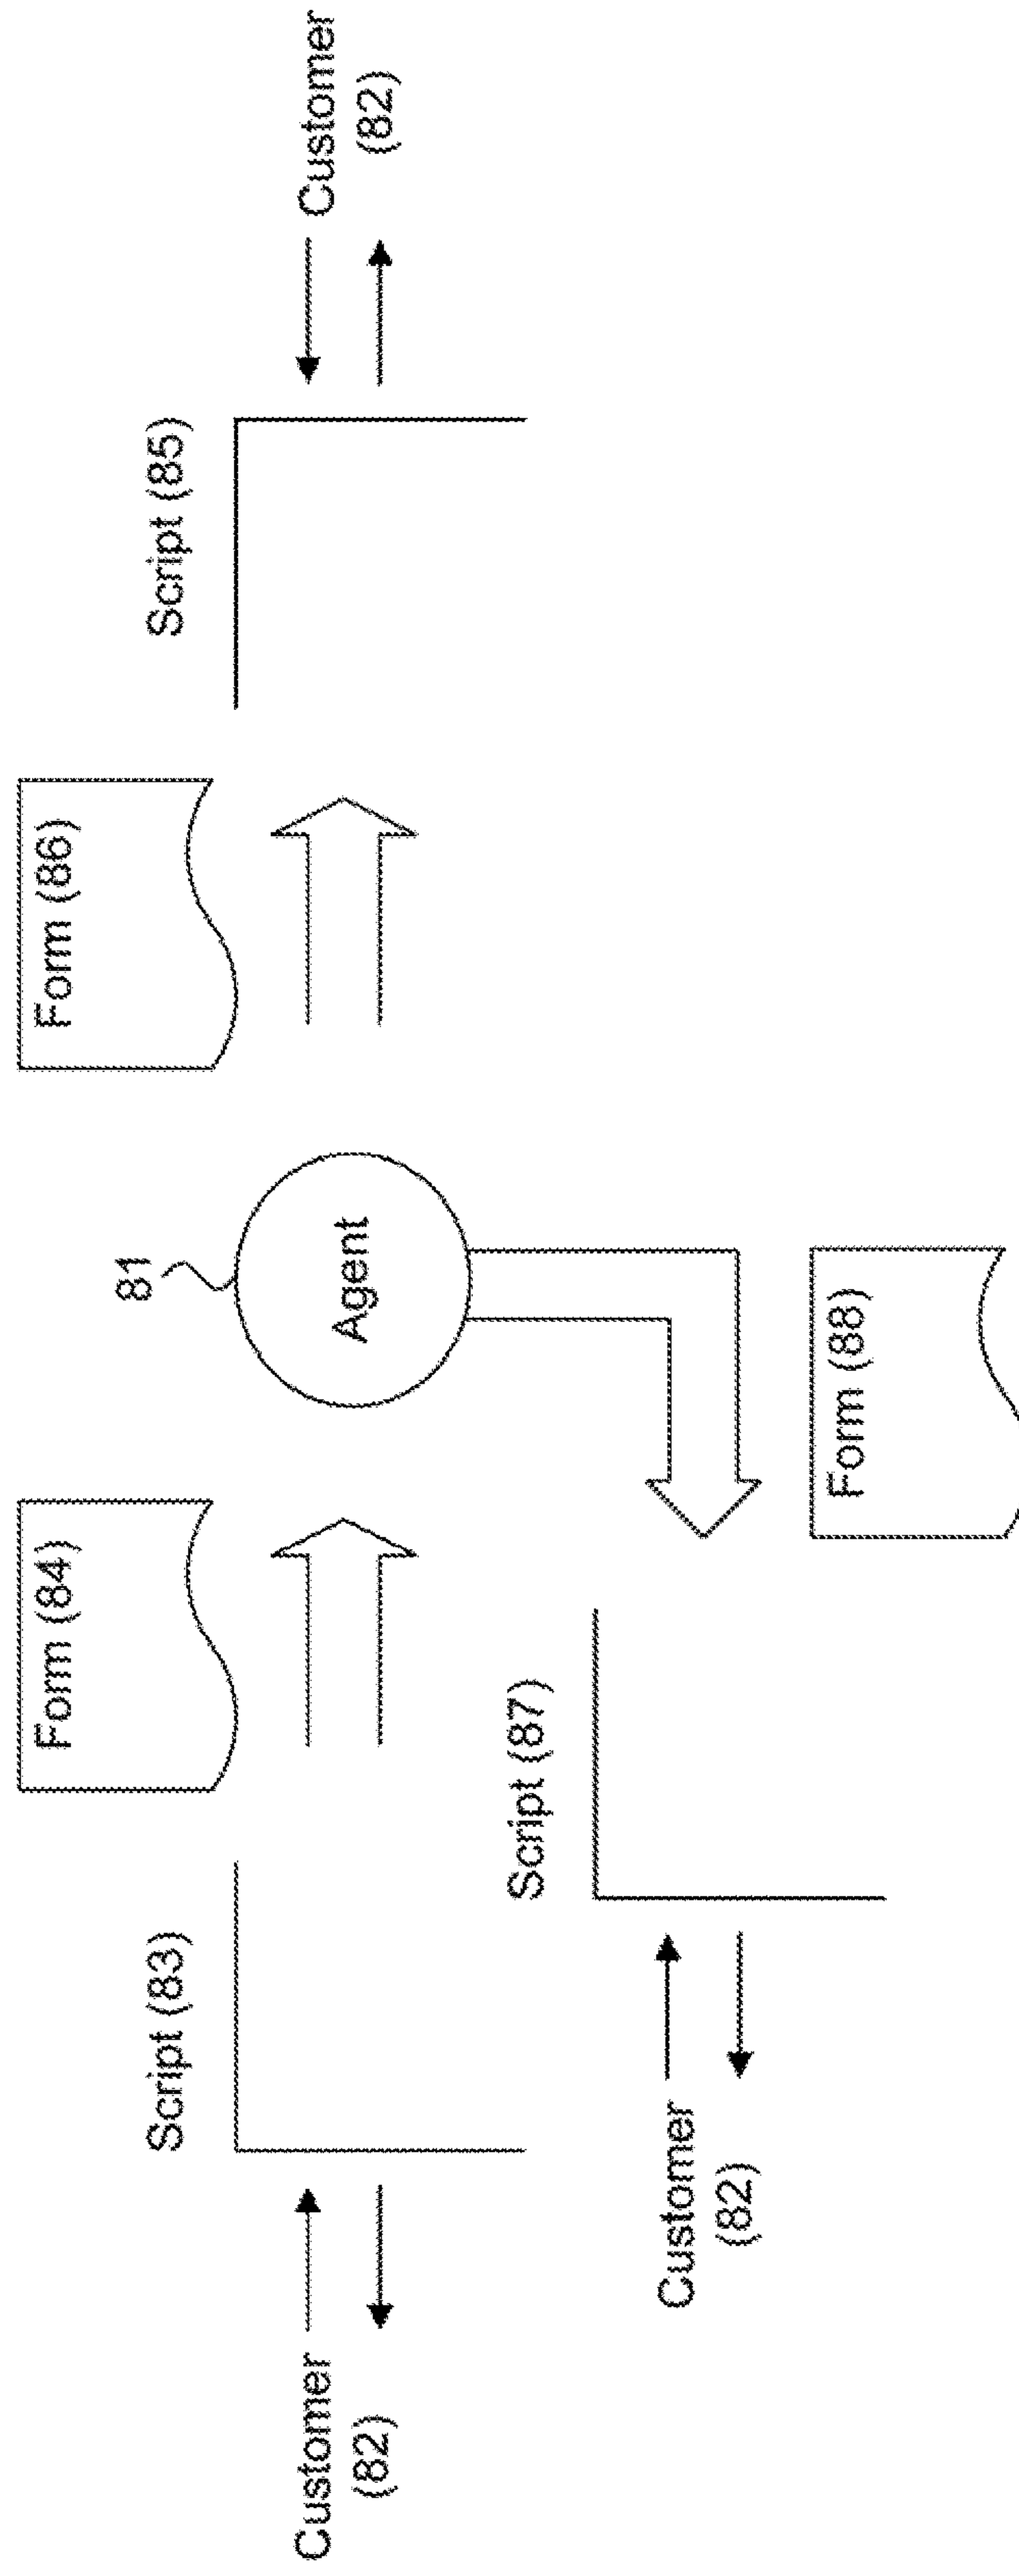 Form (84)
Form (86)
Script (83)
81
Script (85)
Customer
(82)
Agent
Customer
(82)
Script (87)
Customer
(82)
Form (88)